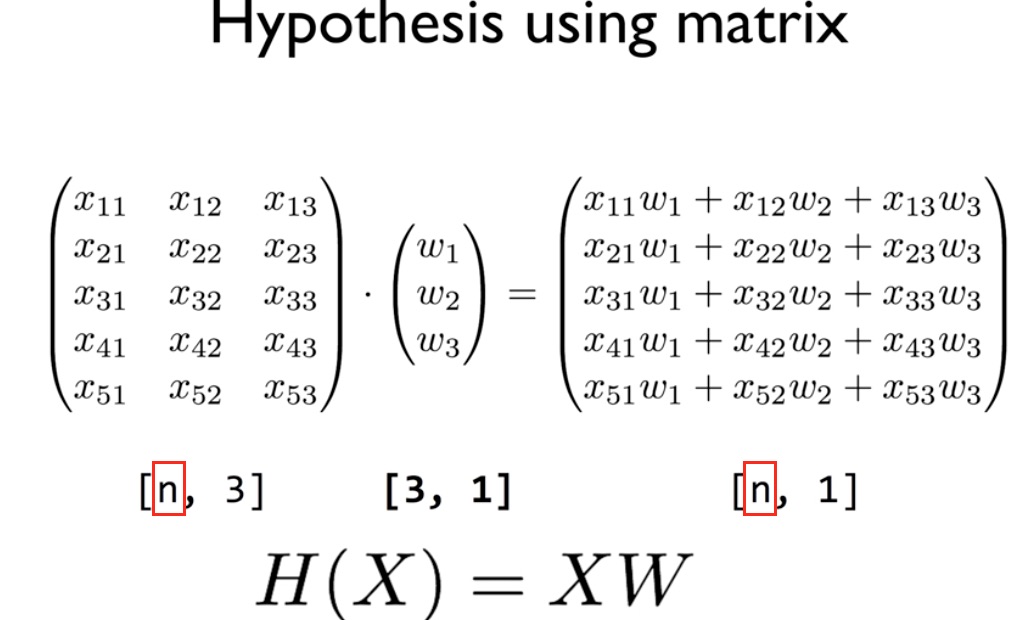 Hypothesis using matrix
x₁₁ x₁₂ x₁₃
x₂₁ x₂₂ x₂₃
x₃₁ x₃₂ x₃₃
x₄₁ x₄₂ x₄₃
x₅₁ x₅₂ x₅₃
·
w₁
w₂
w₃
=
x₁₁w₁ + x₁₂w₂ + x₁₃w₃
x₂₁w₁ + x₂₂w₂ + x₂₃w₃
x₃₁w₁ + x₃₂w₂ + x₃₃w₃
x₄₁w₁ + x₄₂w₂ + x₄₃w₃
x₅₁w₁ + x₅₂w₂ + x₅₃w₃
[n, 3] [3, 1] [n, 1]
H(X) = XW